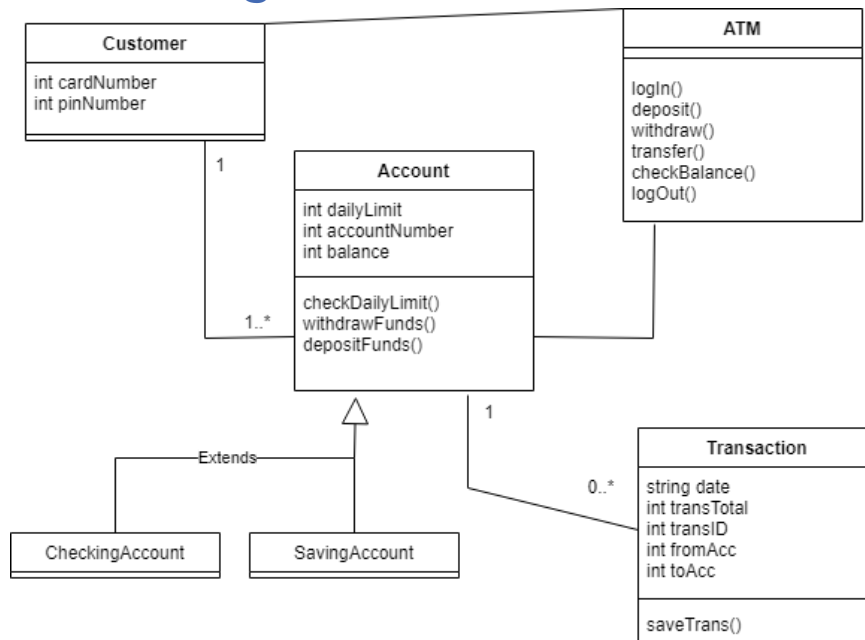 Customer
int cardNumber
int pinNumber
ATM
logIn()
deposit()
withdraw()
transfer()
checkBalance()
logOut()
1
1..*
Account
int dailyLimit
int accountNumber
int balance
checkDailyLimit()
withdrawFunds()
depositFunds()
1
0..*
Extends
CheckingAccount
SavingAccount
Transaction
string date
int transTotal
int transID
int fromAcc
int toAcc
saveTrans()